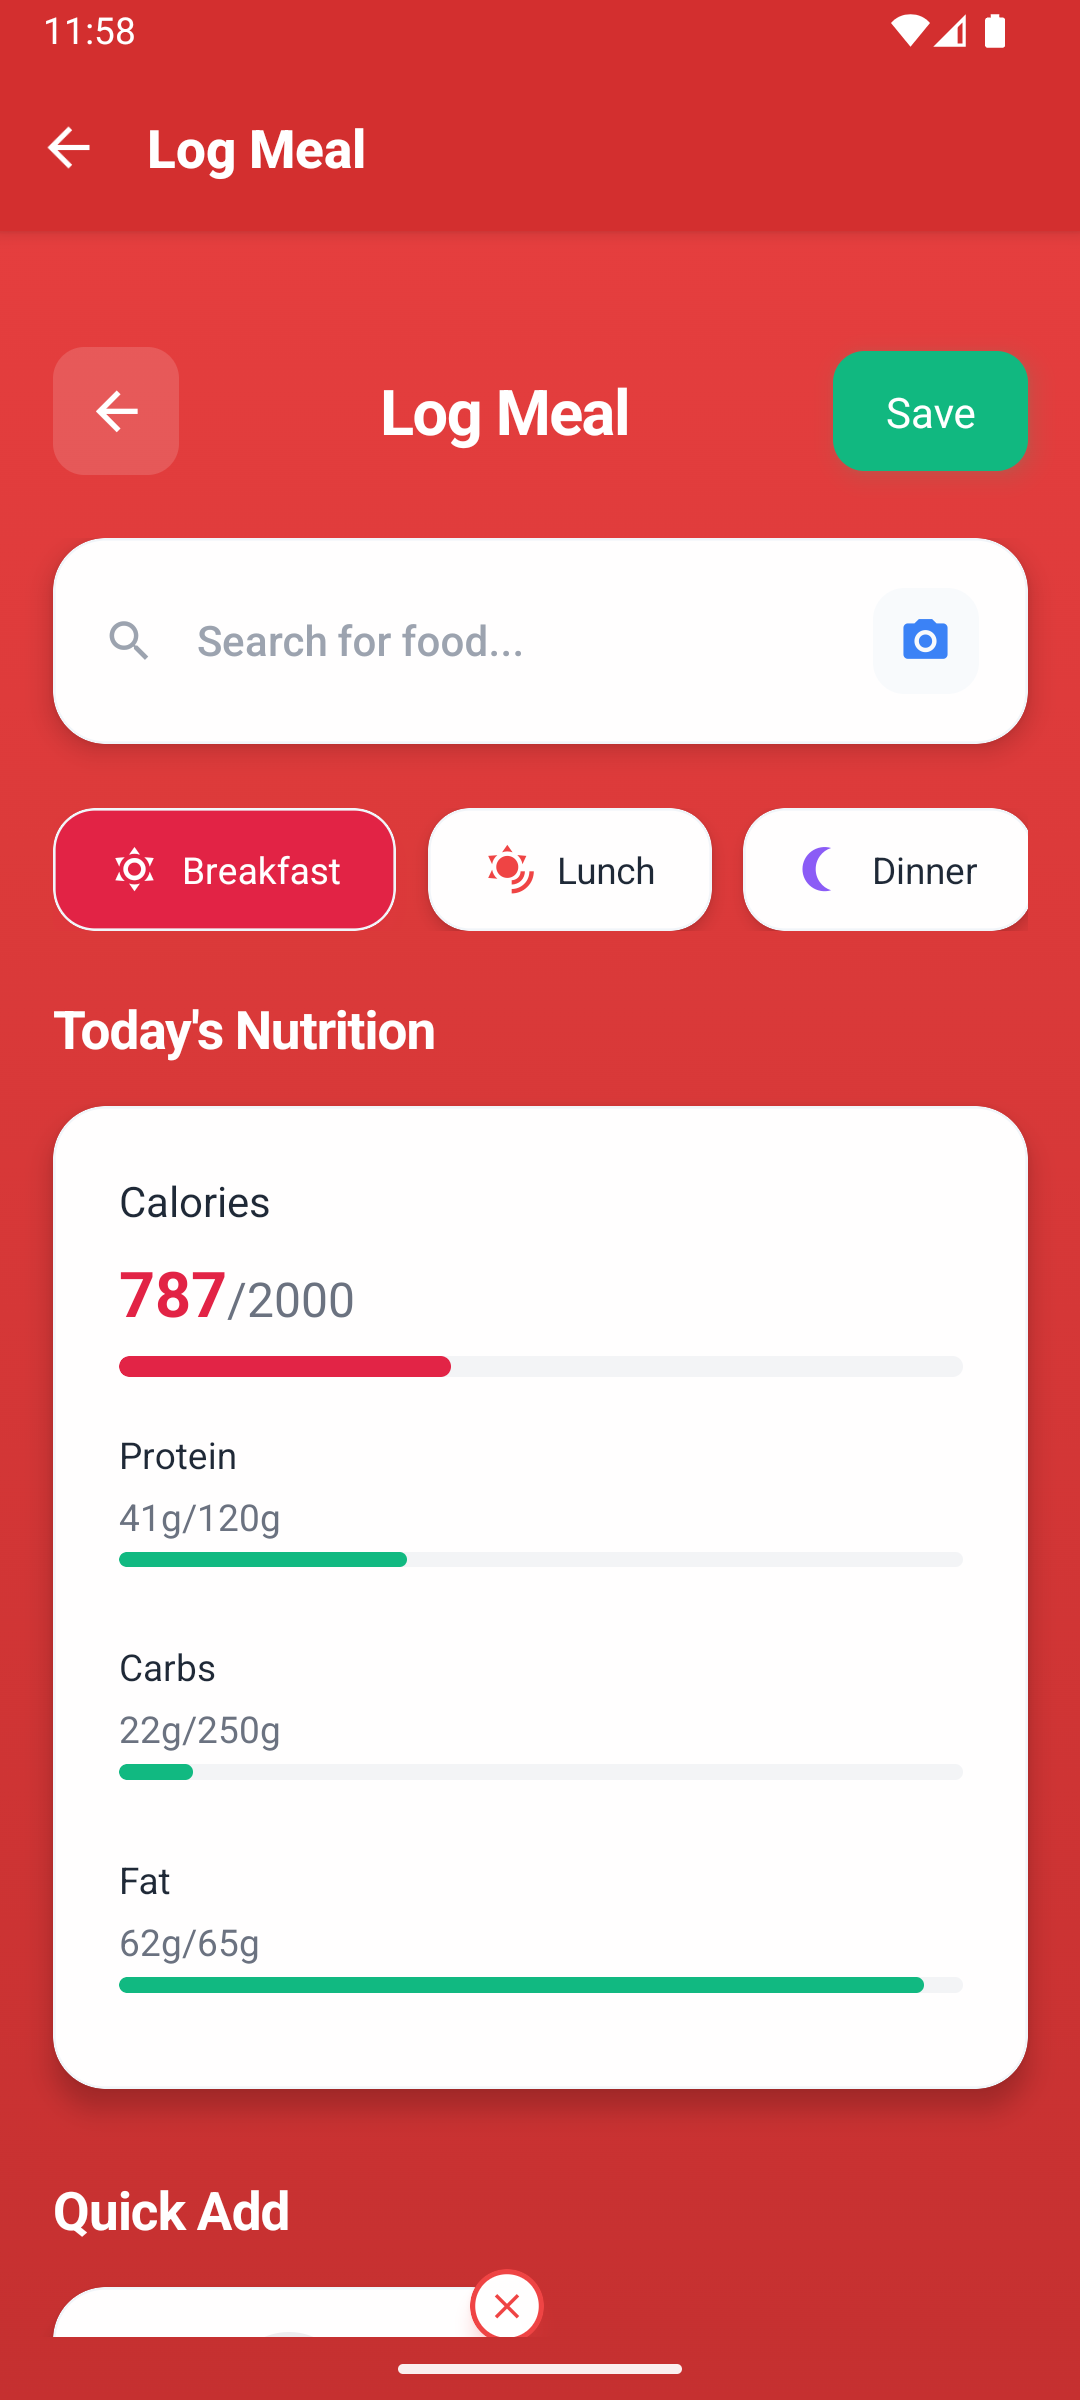 11:58
Log Meal
Log Meal
Save
Search for food...
Breakfast
Lunch
Dinner
Today's Nutrition
Calories
787/2000
Protein
41g/120g
Carbs
22g/250g
Fat
62g/65g
Quick Add